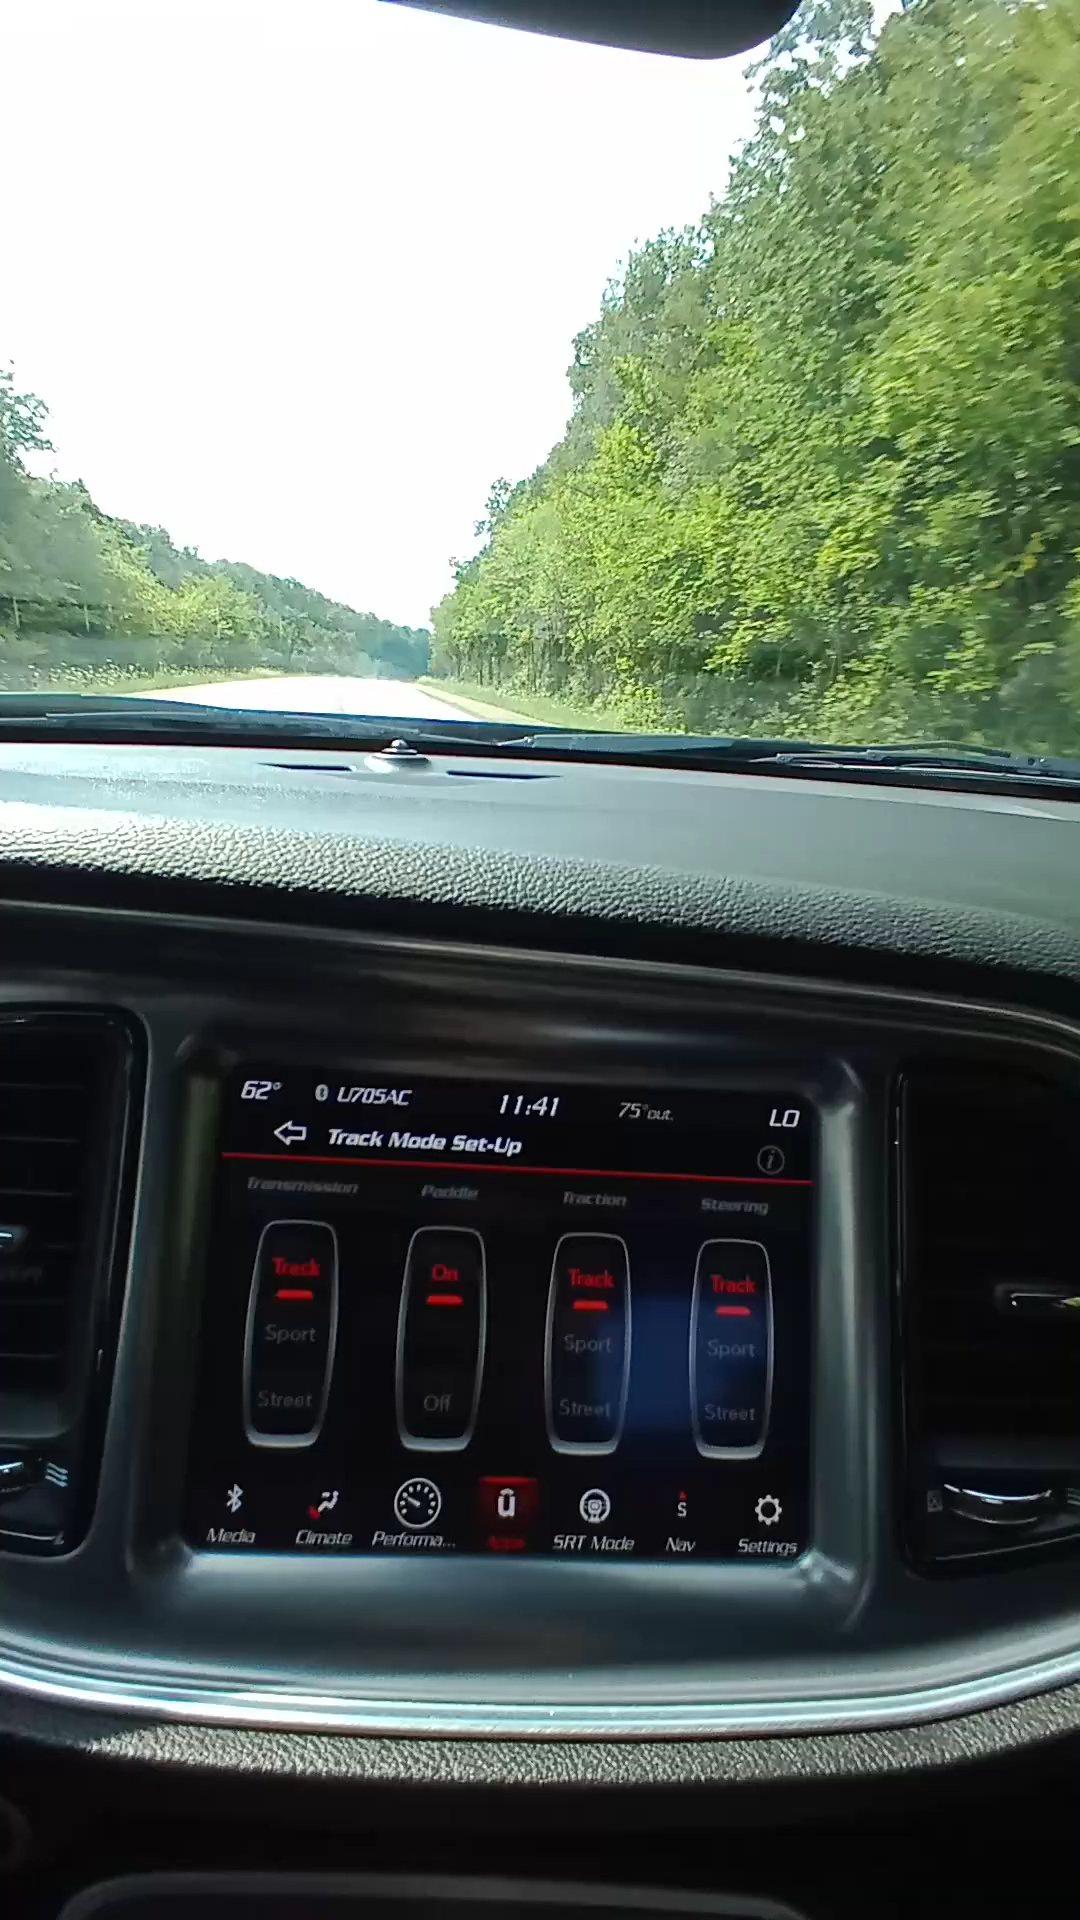 62° U705AC 11:41 75°out. LO
Track Mode Set-Up
Transmission Paddle Traction Steering
Track On Track Track
Sport Sport Sport
Street Off Street Street
Media Climate Performa... Apps SRT Mode S Nav Settings